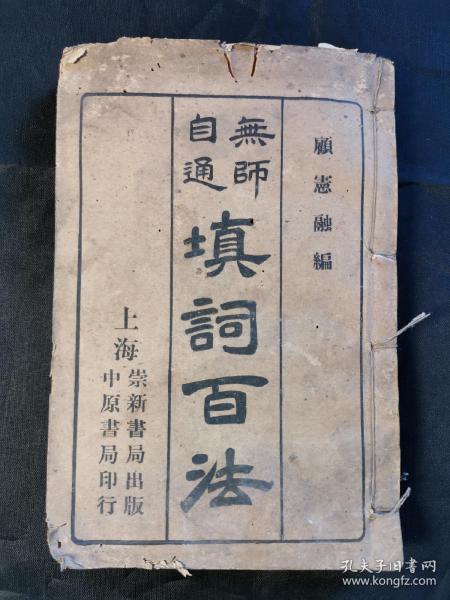 顧憲融編
無師
自通
填詞百法
上海
崇新書局出版
中原書局印行
孔夫子旧书网
www.kongfz.com